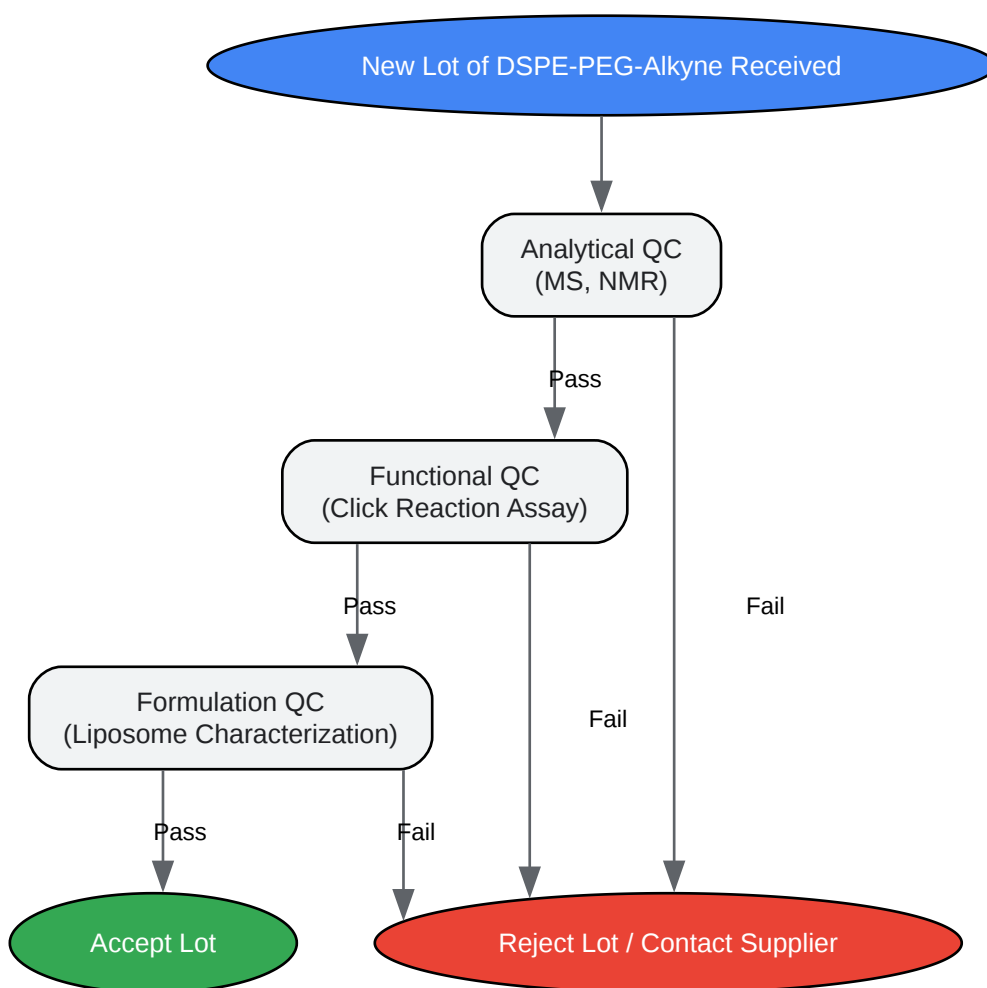 New Lot of DSPE-PEG-Alkyne Received
Analytical QC
(MS, NMR)
Pass
Functional QC
(Click Reaction Assay)
Pass
Fail
Formulation QC
(Liposome Characterization)
Fail
Pass
Fail
Accept Lot
Reject Lot / Contact Supplier